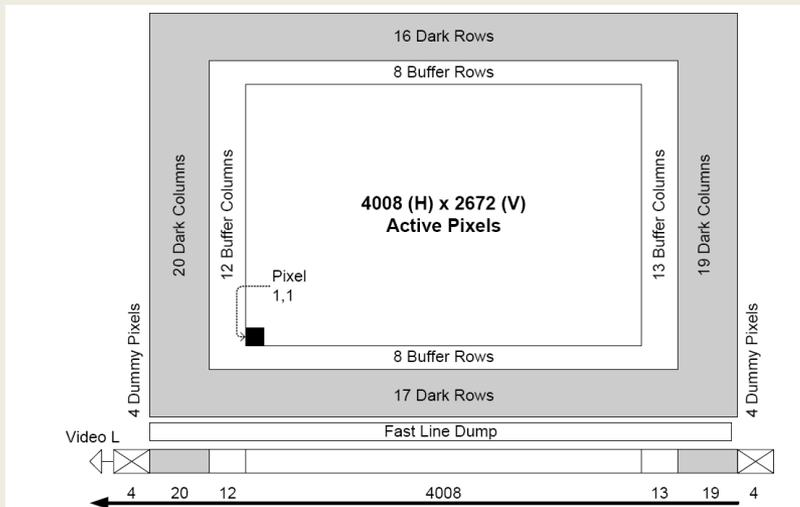 16 Dark Rows
8 Buffer Rows
20 Dark Columns
12 Buffer Columns
4008 (H) x 2672 (V)
Active Pixels
13 Buffer Columns
19 Dark Columns
Pixel
1,1
4 Dummy Pixels
8 Buffer Rows
4 Dummy Pixels
17 Dark Rows
Fast Line Dump
Video L
4 20 12 4008 13 19 4